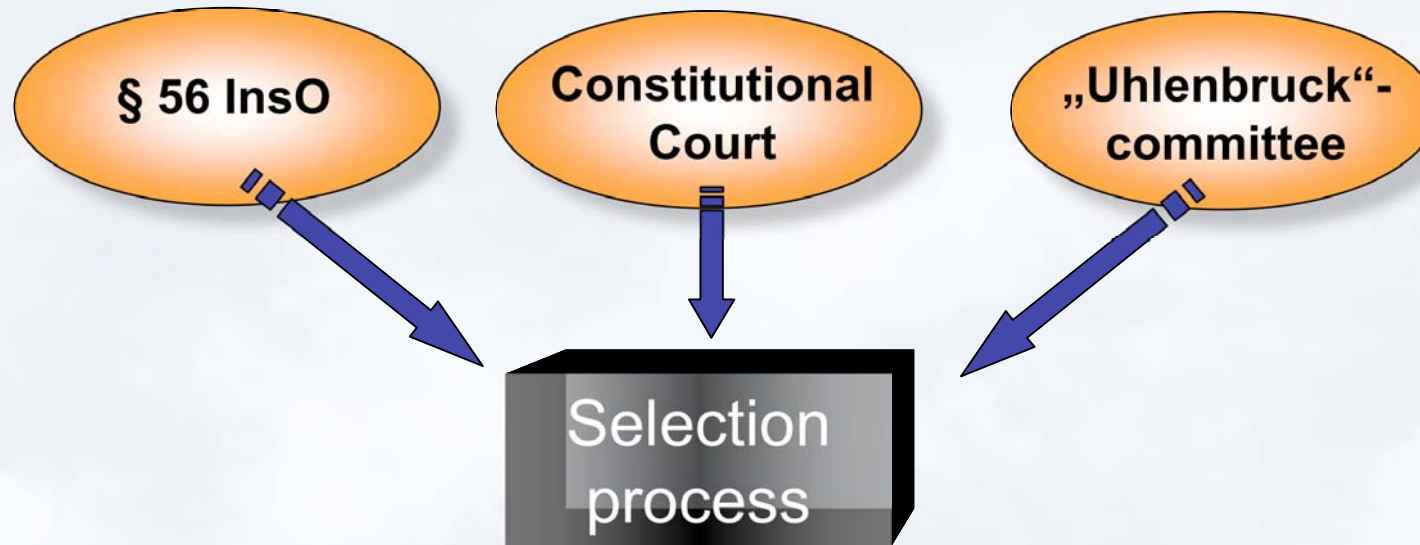 § 56 InsO
Constitutional
Court
„Uhlenbruck“-
committee
Selection
process